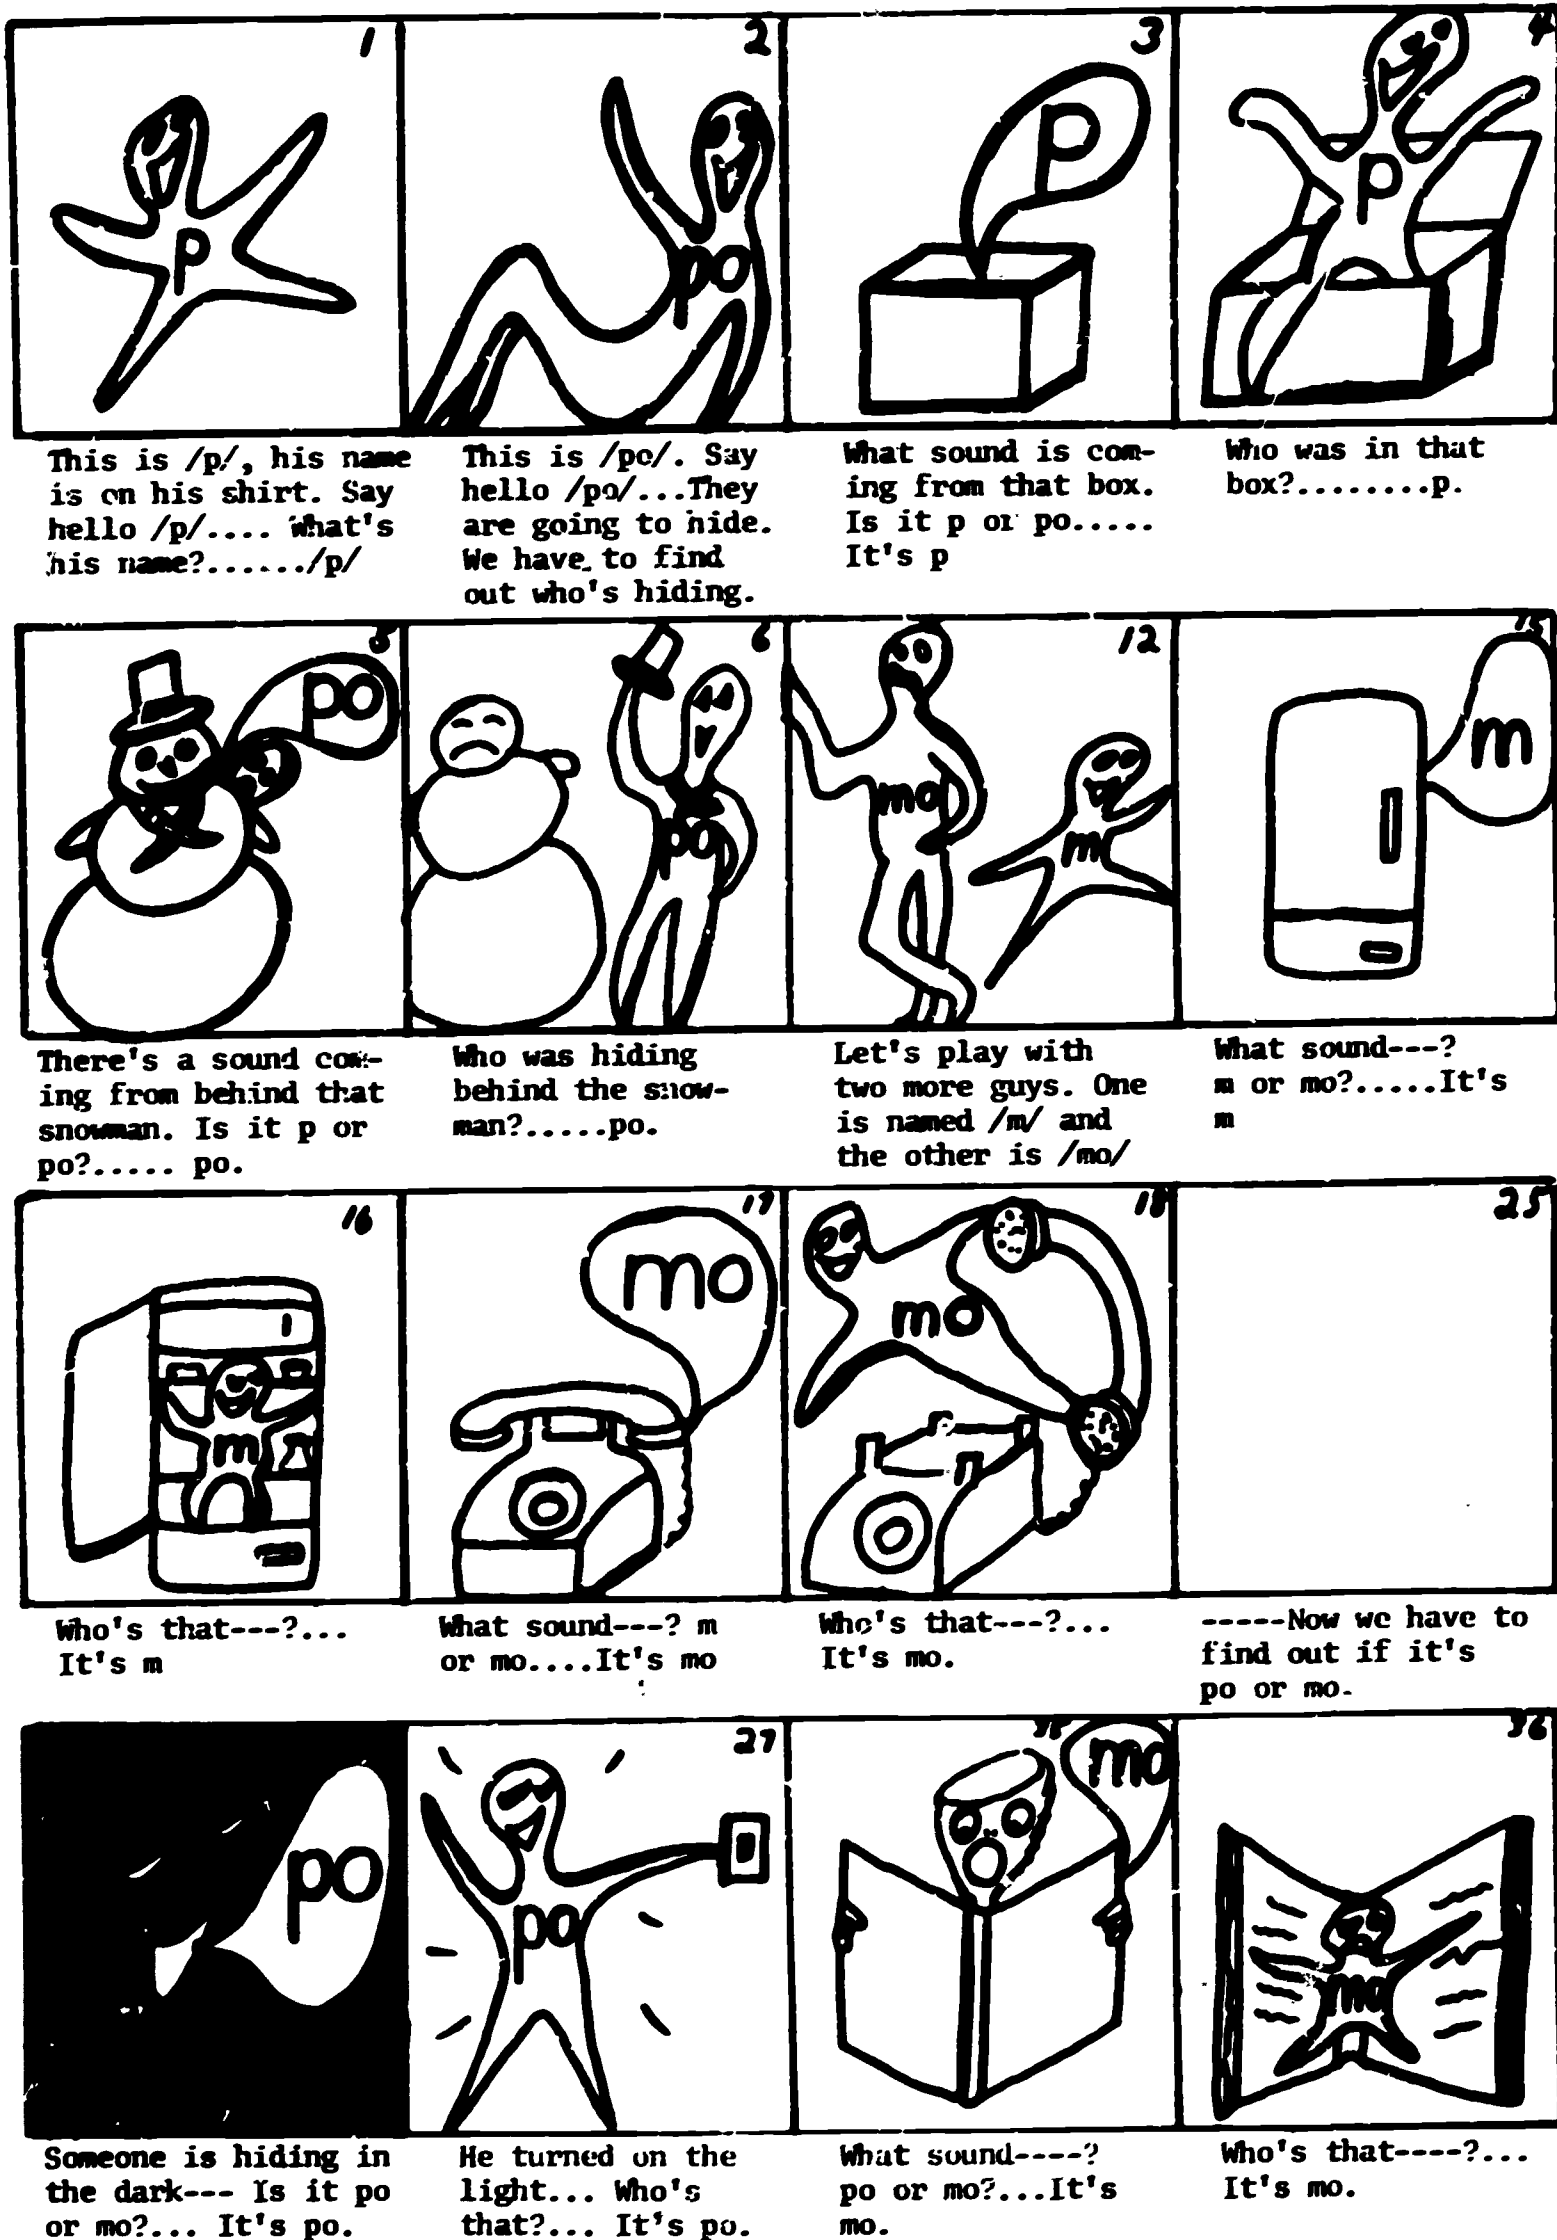 1
p
This is /p/, his name
is on his shirt. Say
hello /p/.... What's
his name?....../p/
2
po
This is /po/. Say
hello /po/...They
are going to hide.
We have to find
out who's hiding.
3
p
What sound is com-
ing from that box.
Is it p or po.....
It's p
4
p
Who was in that
box?........p.
5
po
There's a sound com-
ing from behind that
snowman. Is it p or
po?..... po.
6
po
Who was hiding
behind the snow-
man?.....po.
12
mo
m
Let's play with
two more guys. One
is named /m/ and
the other is /mo/
15
m
What sound---?
m or mo?.....It's
m
16
m
Who's that---?...
It's m
17
mo
What sound---? m
or mo....It's mo
18
mo
Who's that---?...
It's mo.
25
-----Now we have to
find out if it's
po or mo.
po
Someone is hiding in
the dark--- Is it po
or mo?... It's po.
27
po
He turned on the
light... Who's
that?... It's po.
mo
What sound----?
po or mo?...It's
mo.
36
mo
Who's that----?...
It's mo.